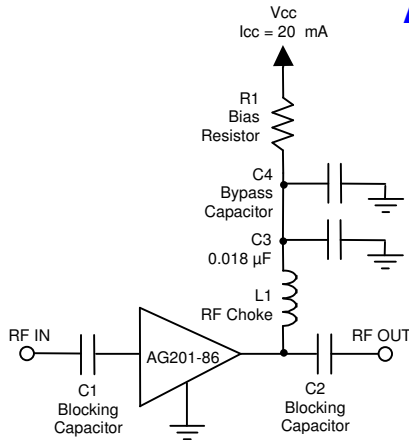 Vcc
Icc = 20 mA
R1
Bias
Resistor
C4
Bypass
Capacitor
C3
0.018 µF
L1
RF Choke
RF IN
AG201-86
RF OUT
C1
Blocking
Capacitor
C2
Blocking
Capacitor